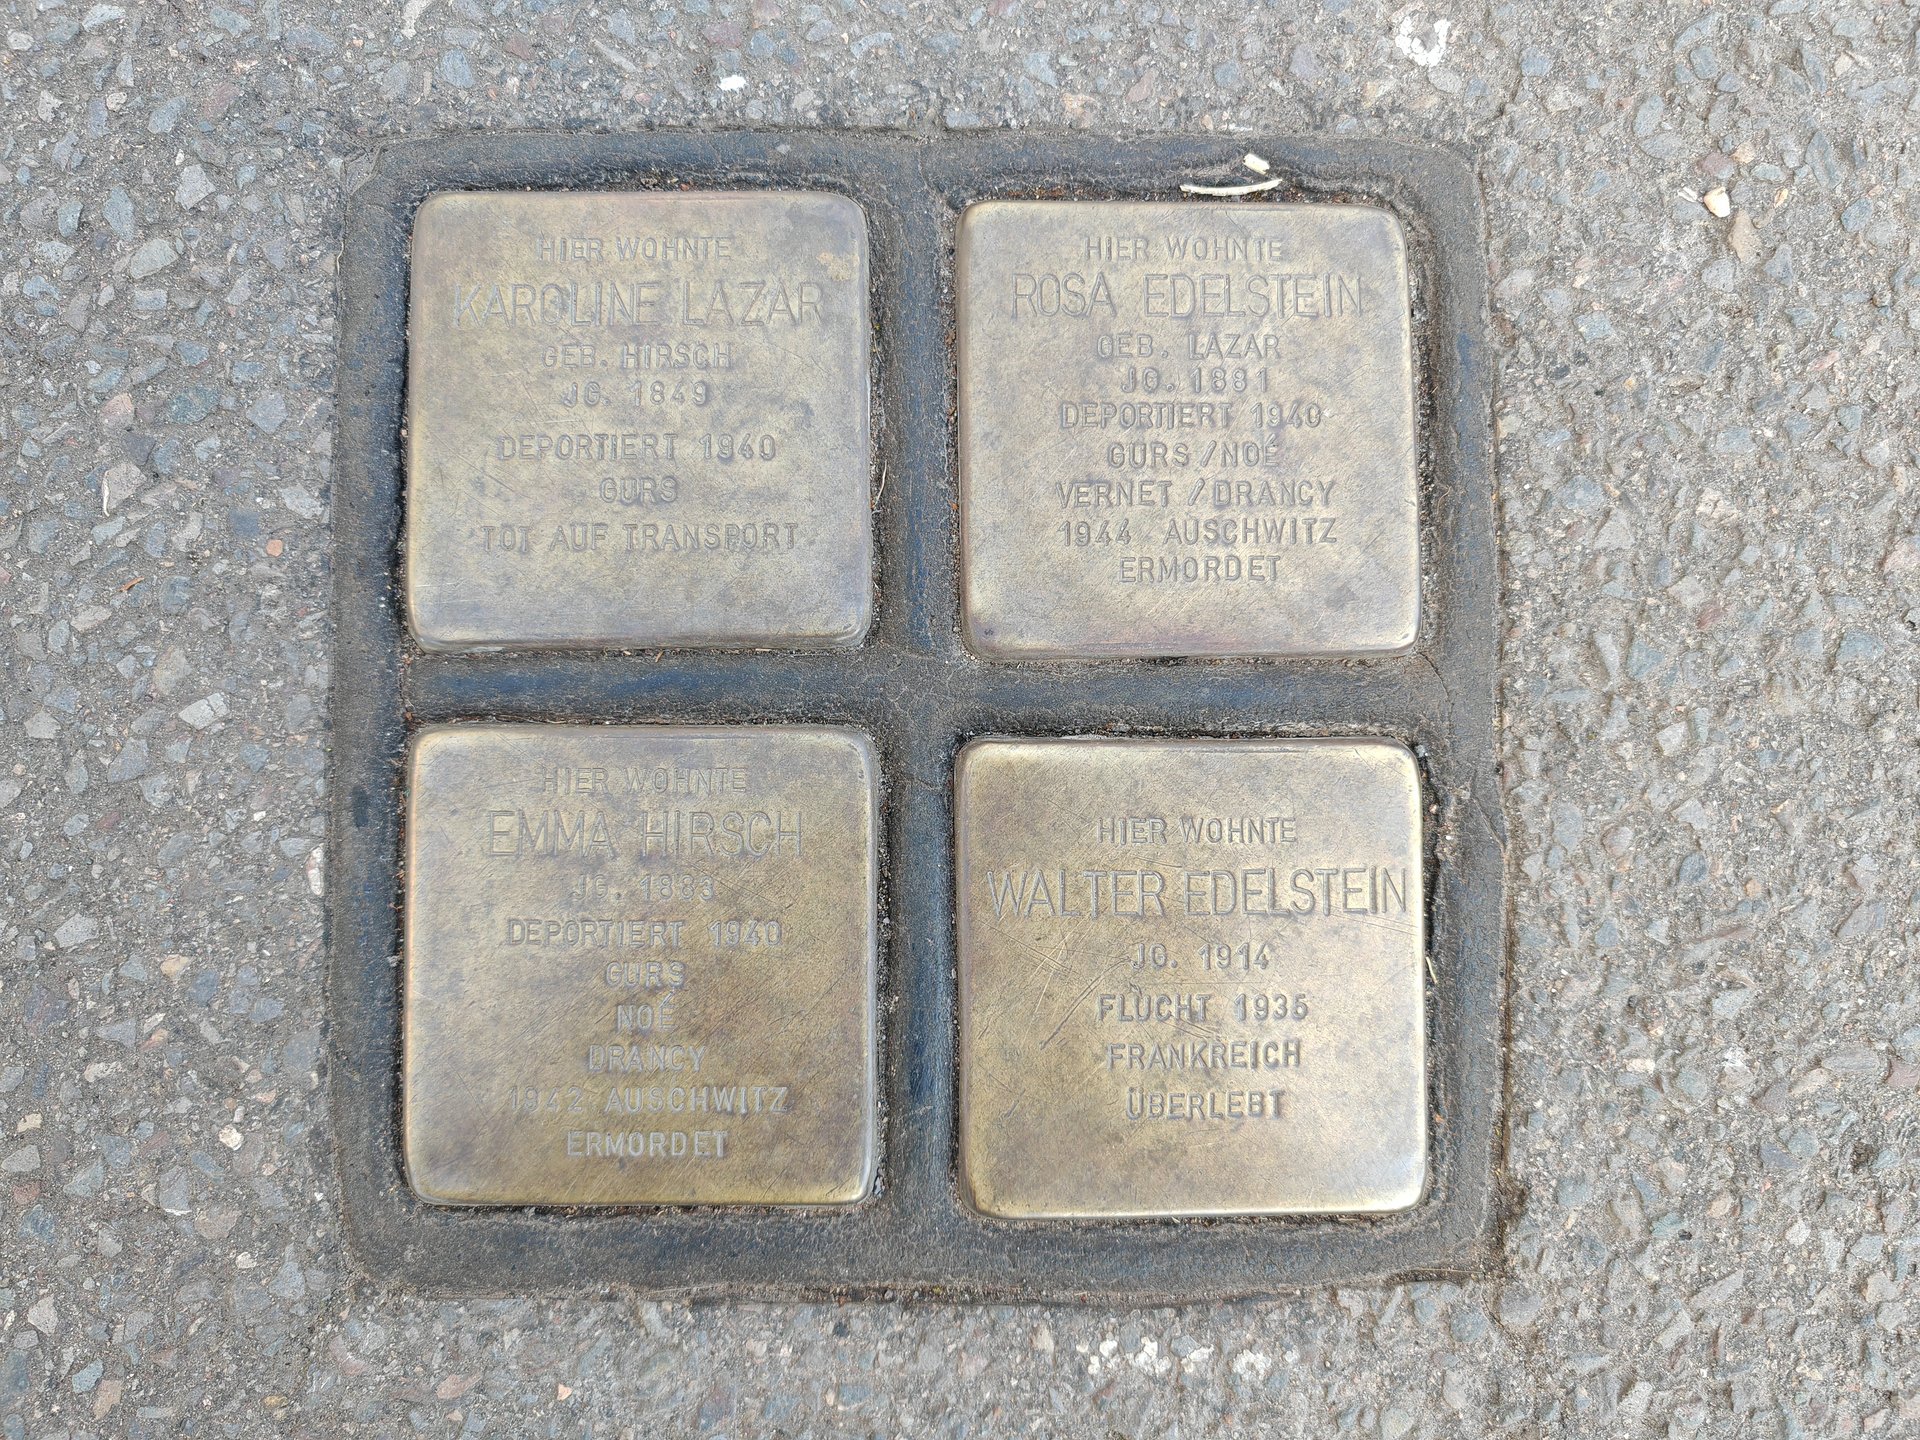 HIER WOHNTE
KAROLINE LAZAR
GEB. HIRSCH
JG. 1849
DEPORTIERT 1940
GURS
TOT AUF TRANSPORT
HIER WOHNTE
ROSA EDELSTEIN
GEB. LAZAR
JG. 1881
DEPORTIERT 1940
GURS / NOÉ
VERNET / DRANCY
1944 AUSCHWITZ
ERMORDET
HIER WOHNTE
EMMA HIRSCH
JG. 1883
DEPORTIERT 1940
GURS
NOÉ
DRANCY
1942 AUSCHWITZ
ERMORDET
HIER WOHNTE
WALTER EDELSTEIN
JG. 1914
FLUCHT 1935
FRANKREICH
ÜBERLEBT